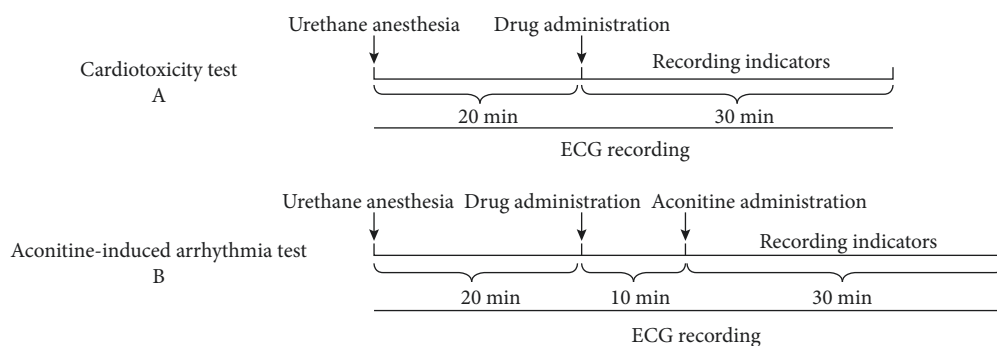 Urethane anesthesia Drug administration
Cardiotoxicity test
A
Recording indicators
20 min 30 min
ECG recording
Urethane anesthesia Drug administration Aconitine administration
Aconitine-induced arrhythmia test
B
Recording indicators
20 min 10 min 30 min
ECG recording